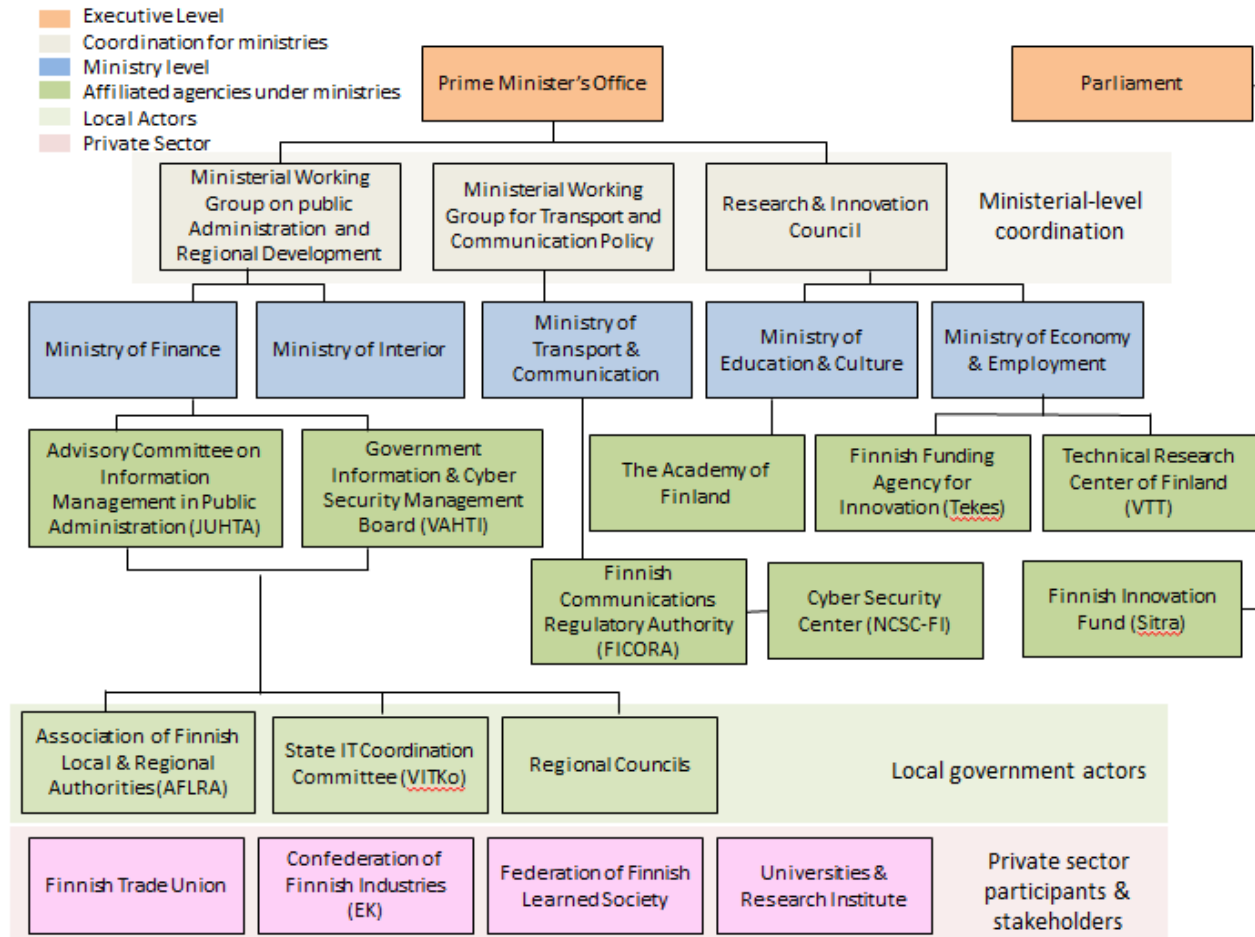 Executive Level
Coordination for ministries
Ministry level
Affiliated agencies under ministries
Local Actors
Private Sector
Prime Minister's Office
Parliament
Ministerial Working
Group on public
Administration and
Regional Development
Ministerial Working
Group for Transport and
Communication Policy
Research & Innovation
Council
Ministerial-level
coordination
Ministry of Finance
Ministry of Interior
Ministry of
Transport &
Communication
Ministry of
Education & Culture
Ministry of Economy
& Employment
Advisory Committee on
Information
Management in Public
Administration (JUHTA)
Government
Information & Cyber
Security Management
Board (VAHTI)
The Academy of
Finland
Finnish Funding
Agency for
Innovation (Tekes)
Technical Research
Center of Finland
(VTT)
Finnish
Communications
Regulatory Authority
(FICORA)
Cyber Security
Center (NCSC-FI)
Finnish Innovation
Fund (Sitra)
Association of Finnish
Local & Regional
Authorities(AFLRA)
State IT Coordination
Committee (VITKo)
Regional Councils
Local government actors
Finnish Trade Union
Confederation of
Finnish Industries
(EK)
Federation of Finnish
Learned Society
Universities &
Research Institute
Private sector
participants &
stakeholders